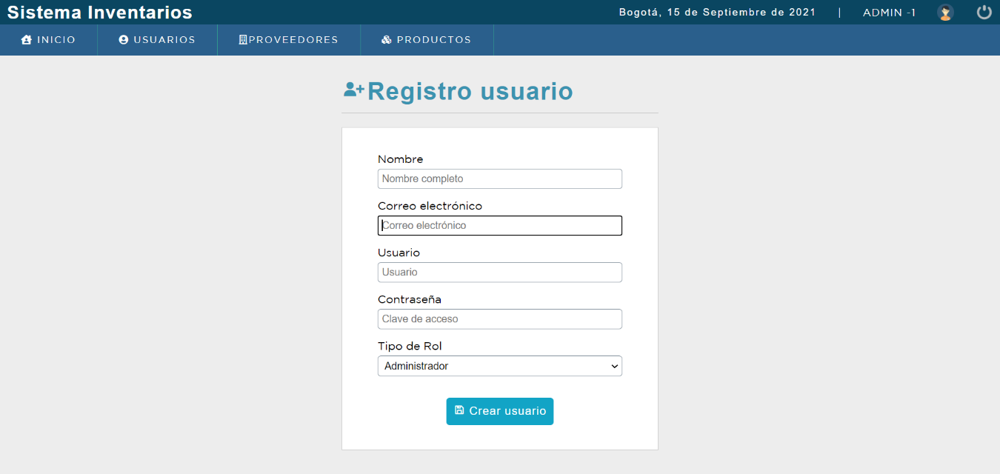 Sistema Inventarios
Bogotá, 15 de Septiembre de 2021 | ADMIN -1
INICIO USUARIOS PROVEEDORES PRODUCTOS
Registro usuario
Nombre
Nombre completo
Correo electrónico
Correo electrónico
Usuario
Usuario
Contraseña
Clave de acceso
Tipo de Rol
Administrador
Crear usuario